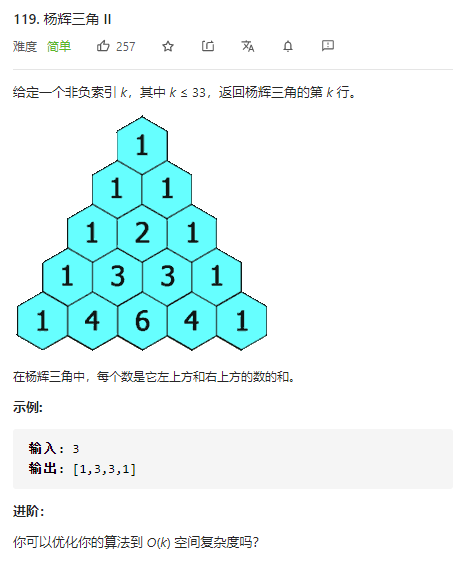 119. 杨辉三角 II
难度 简单 257
给定一个非负索引 k，其中 k ≤ 33，返回杨辉三角的第 k 行。
1
1 1
1 2 1
1 3 3 1
1 4 6 4 1
在杨辉三角中，每个数是它左上方和右上方的数的和。
示例:
输入: 3
输出: [1,3,3,1]
进阶：
你可以优化你的算法到 O(k) 空间复杂度吗？